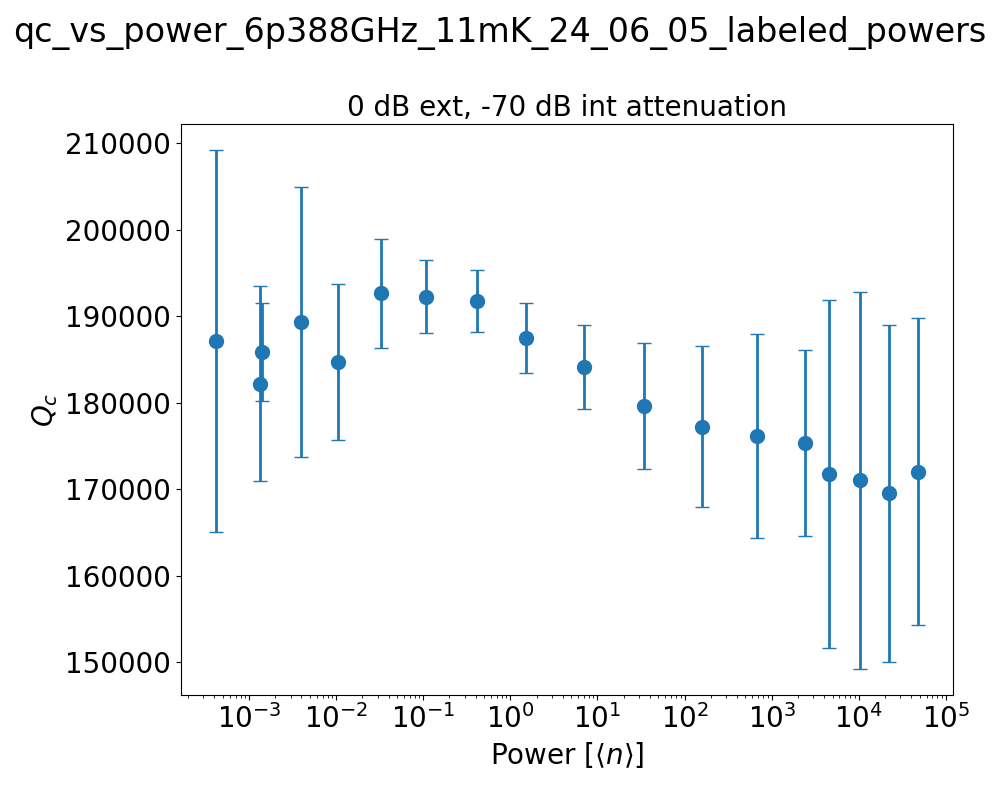 qc_vs_power_6p388GHz_11mK_24_06_05_labeled_powers
0 dB ext, -70 dB int attenuation
210000
200000
190000
180000
170000
160000
150000
Q_c
10^{-3} 10^{-2} 10^{-1} 10^0 10^1 10^2 10^3 10^4 10^5
Power [⟨n⟩]